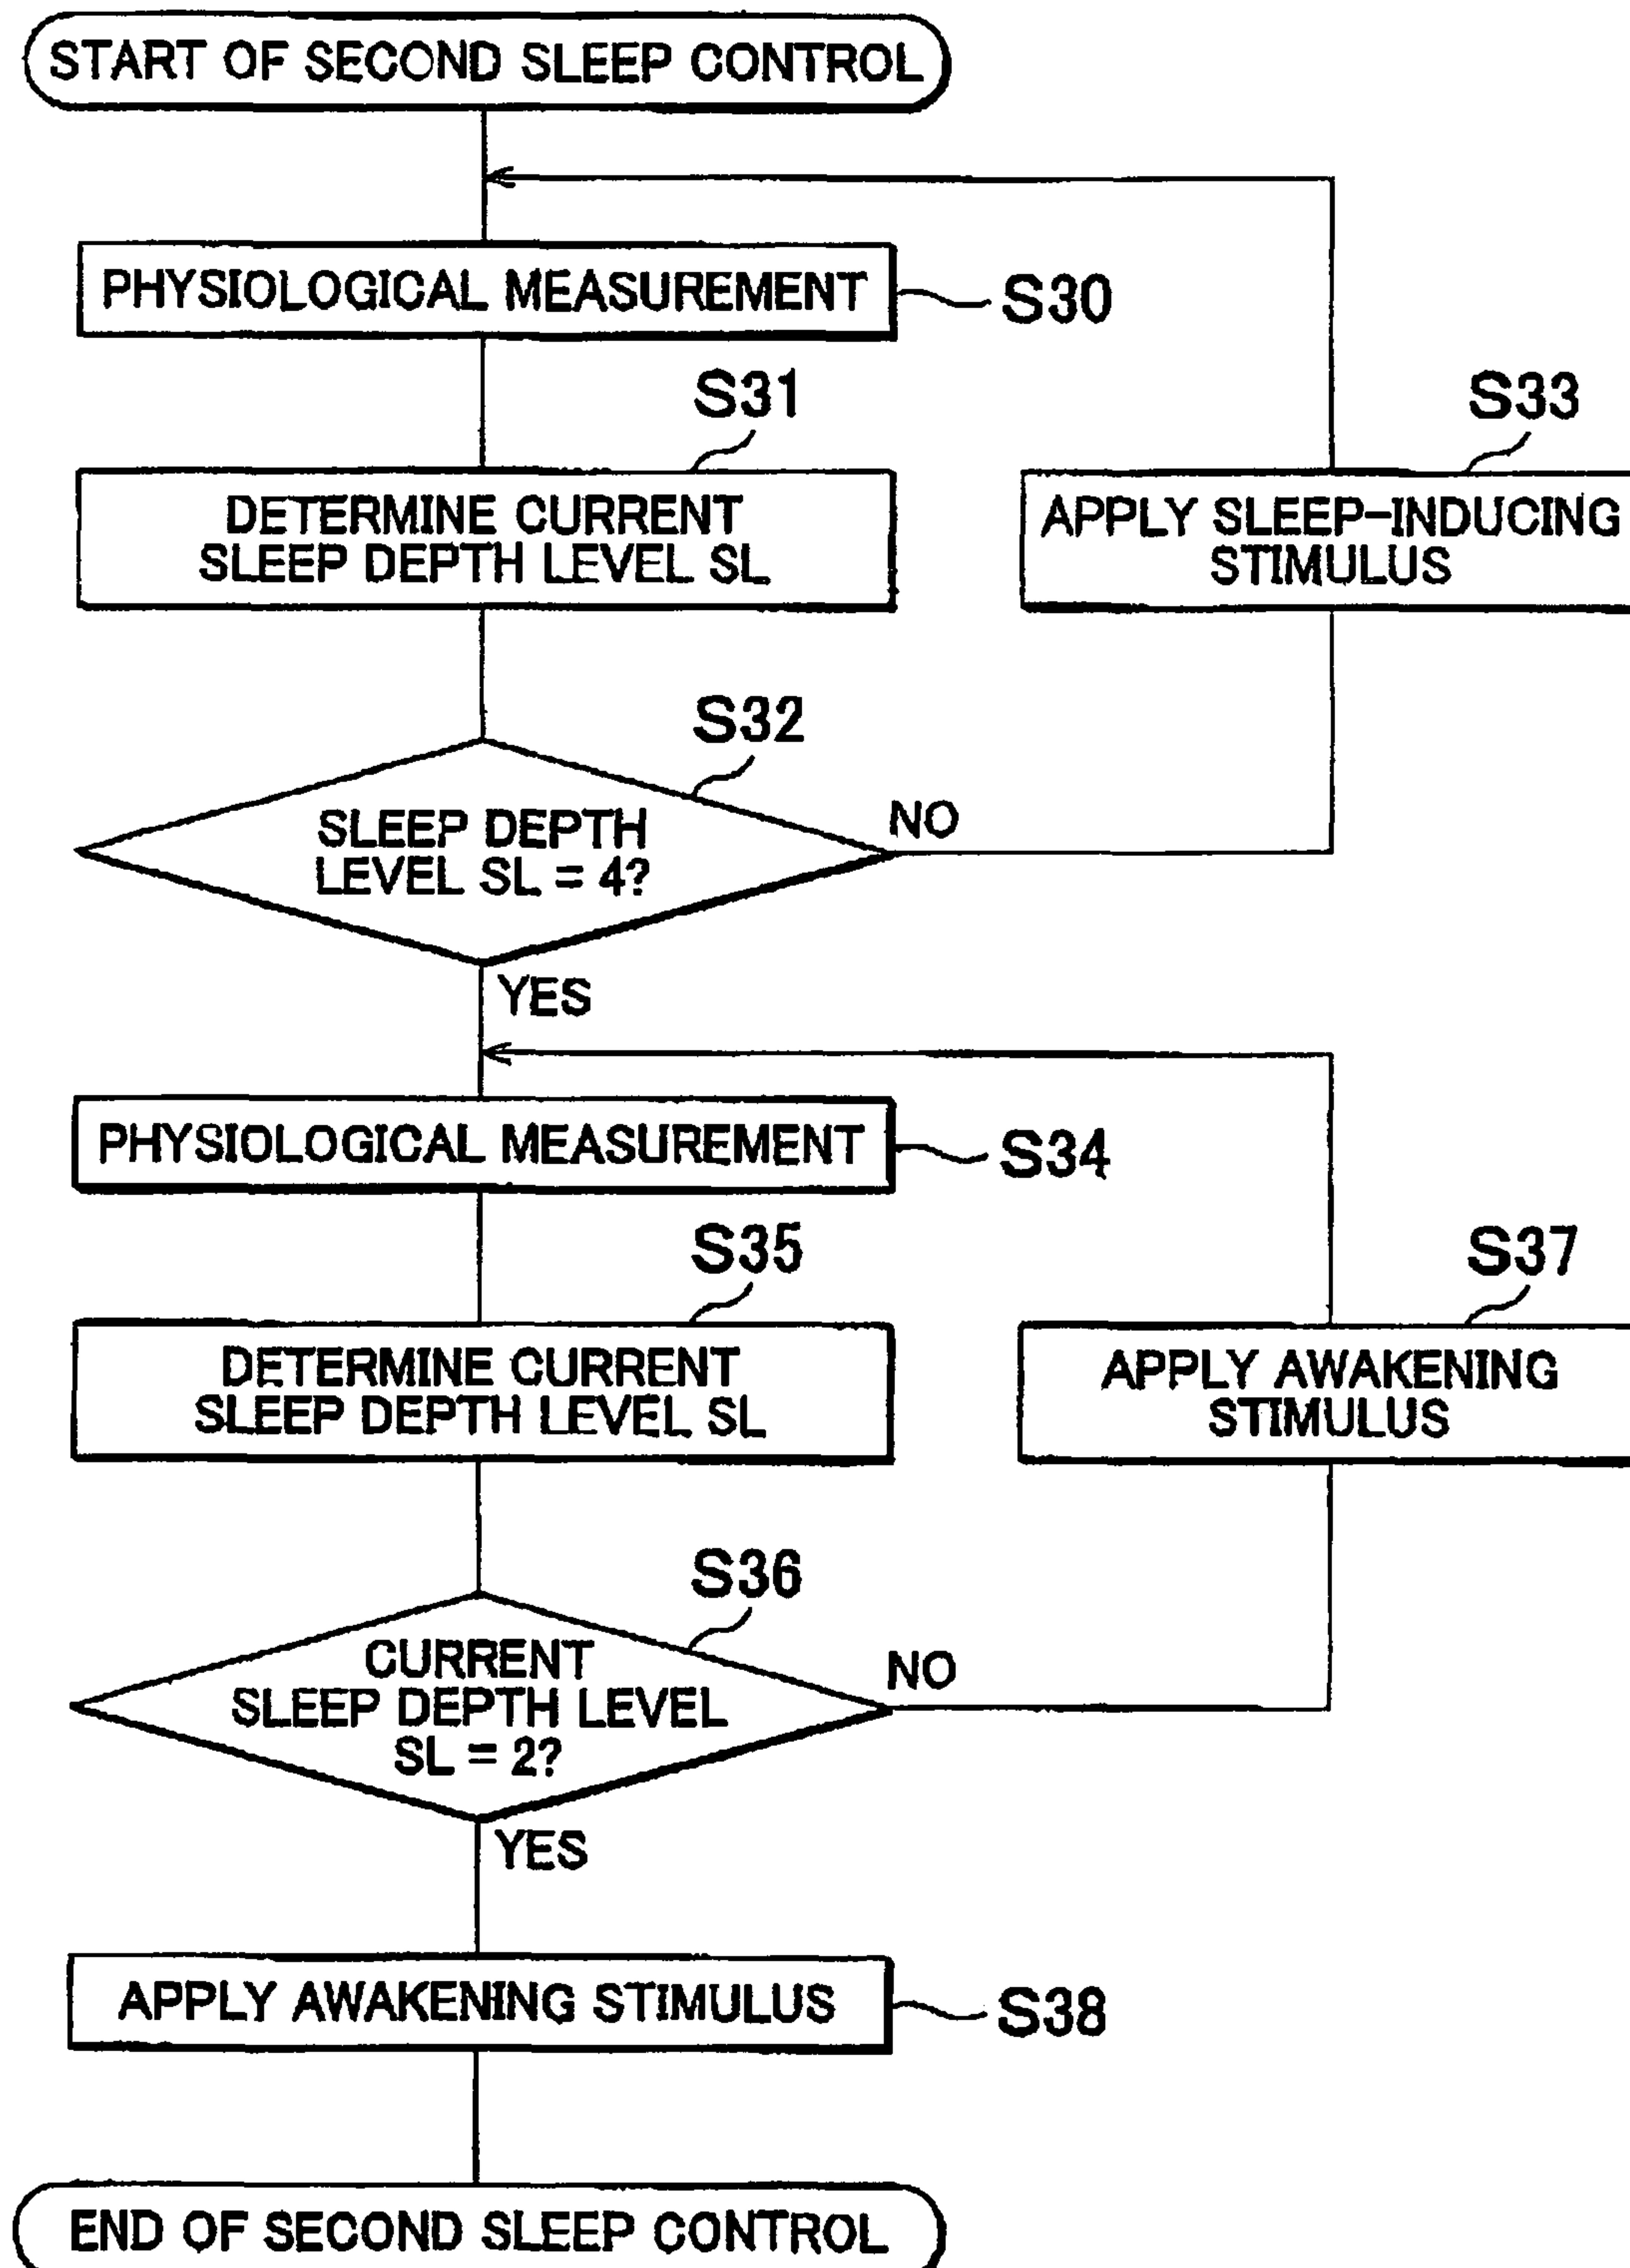 START OF SECOND SLEEP CONTROL
PHYSIOLOGICAL MEASUREMENT
S30
S31
DETERMINE CURRENT
SLEEP DEPTH LEVEL SL
S33
APPLY SLEEP-INDUCING
STIMULUS
S32
SLEEP DEPTH
LEVEL SL = 4?
NO
YES
PHYSIOLOGICAL MEASUREMENT
S34
S35
DETERMINE CURRENT
SLEEP DEPTH LEVEL SL
S37
APPLY AWAKENING
STIMULUS
S36
CURRENT
SLEEP DEPTH LEVEL
SL = 2?
NO
YES
APPLY AWAKENING STIMULUS
S38
END OF SECOND SLEEP CONTROL